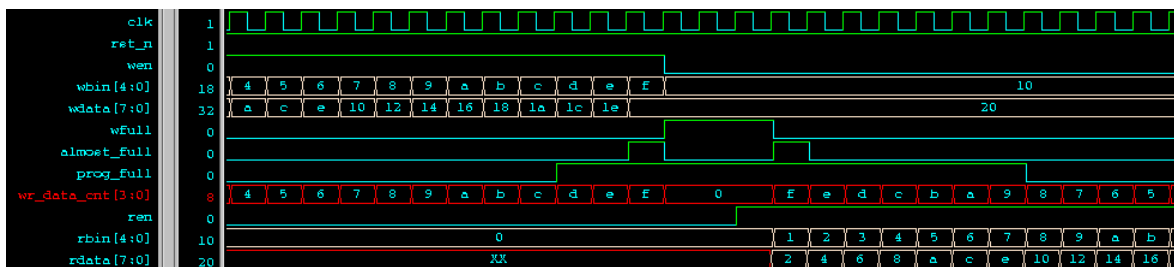 clk 1
rst_n 1
wen 0
wbin[4:0] 18 4 5 6 7 8 9 a b c d e f 10
wdata[7:0] 32 a c e 10 12 14 16 18 1a 1c 1e 20
wfull 0
almost_full 0
prog_full 0
wr_data_cnt[3:0] 8 4 5 6 7 8 9 a b c d e f 0 f e d c b a 9 8 7 6 5
ren 0
rbin[4:0] 10 0 1 2 3 4 5 6 7 8 9 a b
rdata[7:0] 20 XX 2 4 6 8 a c e 10 12 14 16